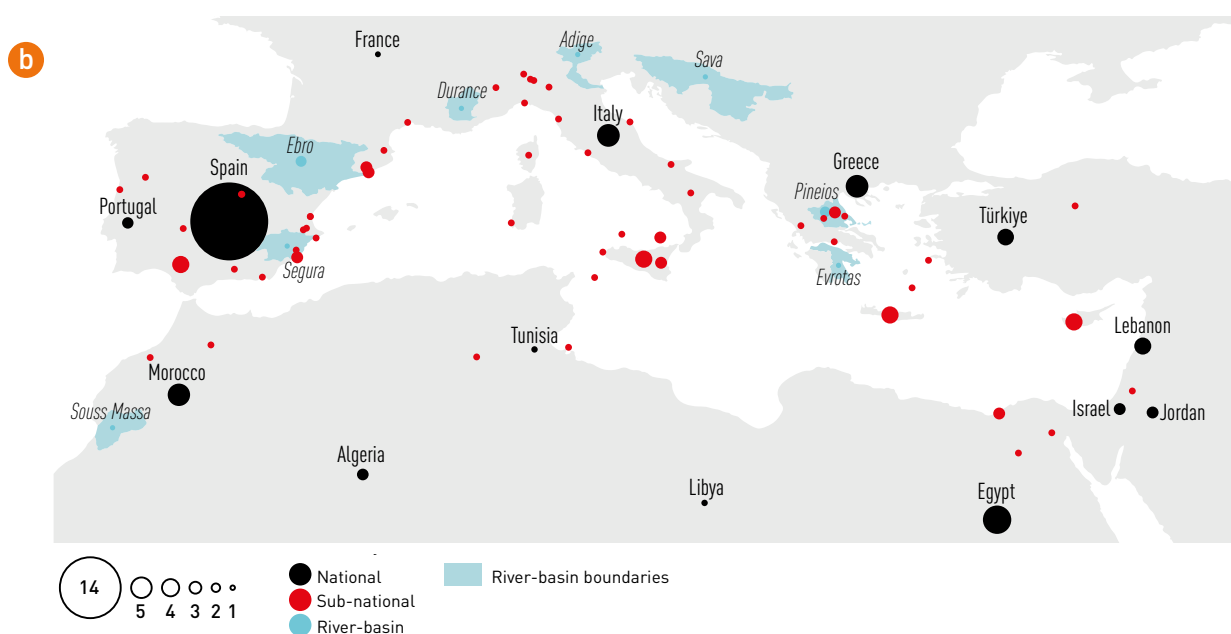 b
France
Adige
Sava
Durance
Italy
Ebro
Spain
Greece
Pineios
Portugal
Türkiye
Segura
Evrotas
Tunisia
Lebanon
Morocco
Souss Massa
Israel
Jordan
Algeria
Libya
Egypt
14
5 4 3 2 1
National
Sub-national
River-basin
River-basin boundaries